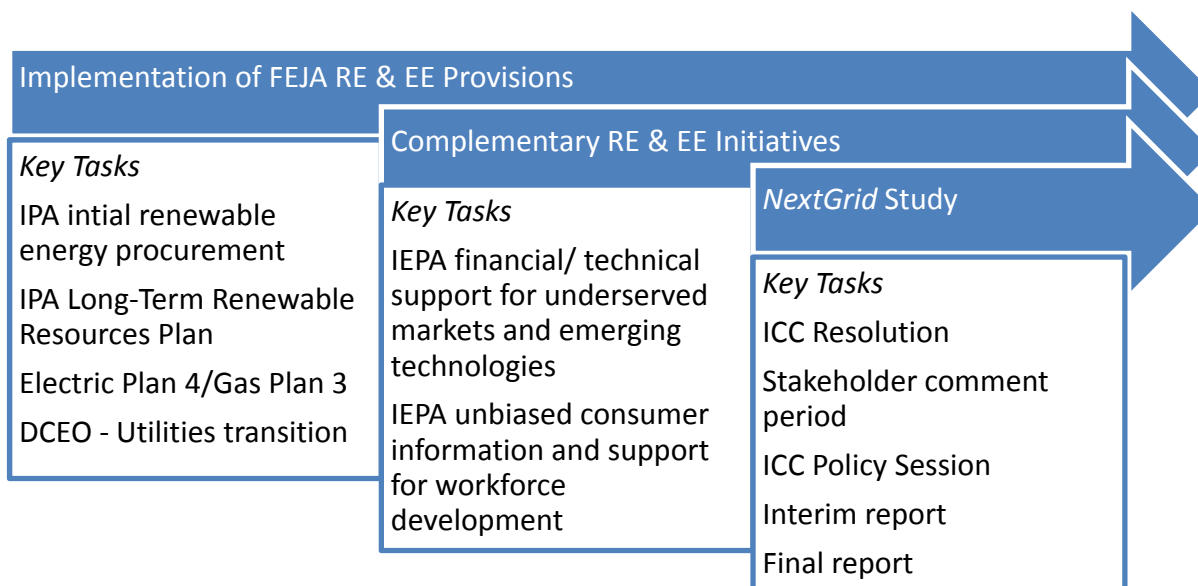 Implementation of FEJA RE & EE Provisions
Key Tasks
IPA intial renewable
energy procurement
IPA Long-Term Renewable
Resources Plan
Electric Plan 4/Gas Plan 3
DCEO - Utilities transition
Complementary RE & EE Initiatives
Key Tasks
IEPA financial/ technical
support for underserved
markets and emerging
technologies
IEPA unbiased consumer
information and support
for workforce
development
NextGrid Study
Key Tasks
ICC Resolution
Stakeholder comment
period
ICC Policy Session
Interim report
Final report